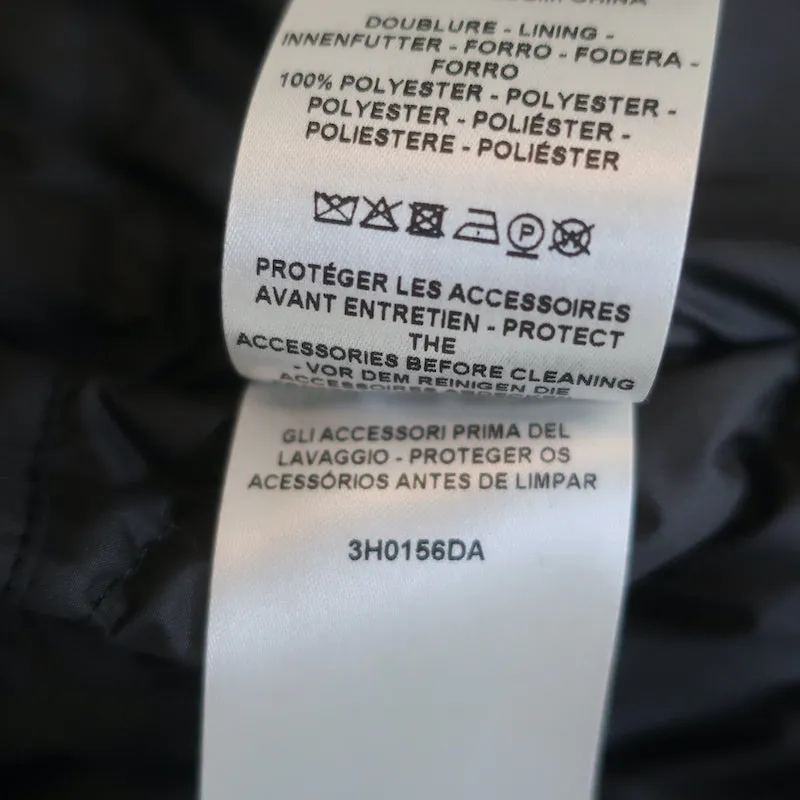 CHINA
DOUBLURE - LINING -
INNENFUTTER - FORRO - FODERA -
FORRO
100% POLYESTER - POLYESTER -
POLYESTER - POLIÉSTER -
POLIESTERE - POLIÉSTER
P
PROTÉGER LES ACCESSOIRES
AVANT ENTRETIEN - PROTECT
THE
ACCESSORIES BEFORE CLEANING
- VOR DEM REINIGEN DIE
ACCESSOIRES
GLI ACCESSORI PRIMA DEL
LAVAGGIO - PROTEGER OS
ACESSÓRIOS ANTES DE LIMPAR
3H0156DA